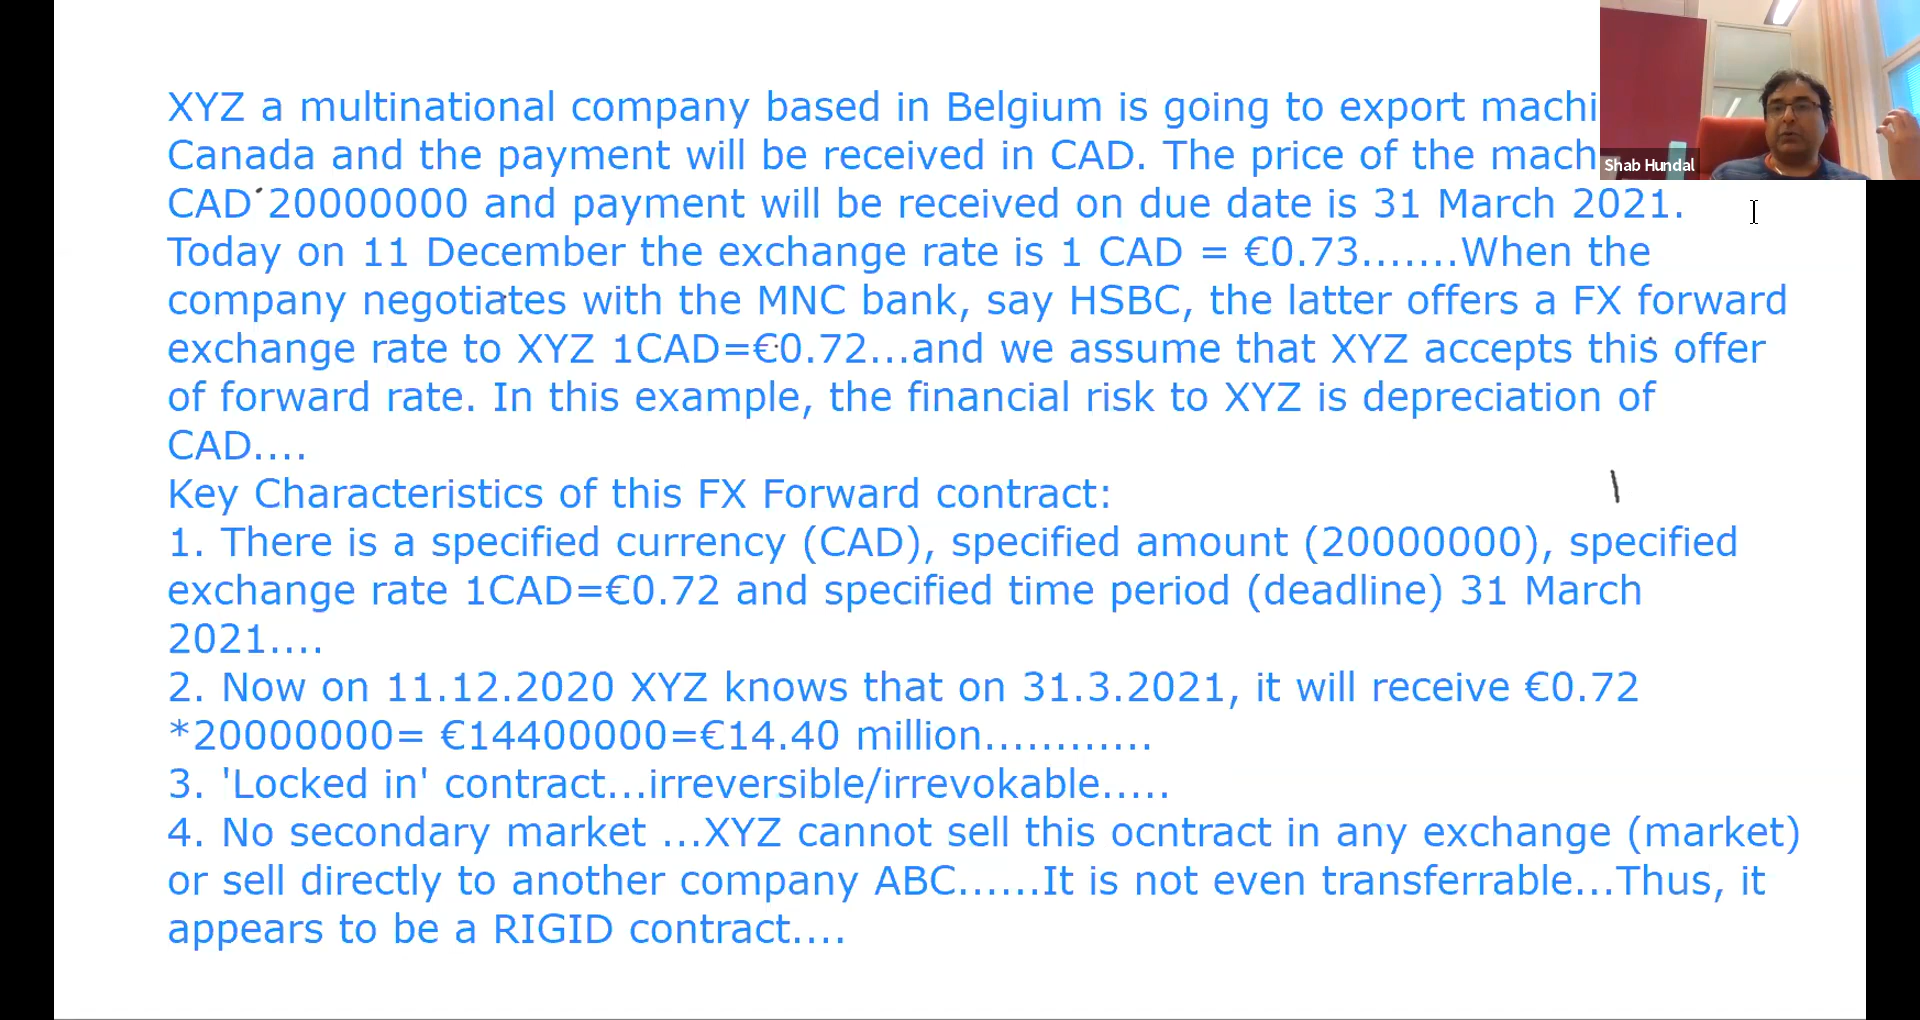 XYZ a multinational company based in Belgium is going to export
Canada and the payment will be received in CAD. The price of the
CAD 20000000 and payment will be received on due date is 31 March 2021.
Today on 11 December the exchange rate is 1 CAD = €0.73.......When the
company negotiates with the MNC bank, say HSBC, the latter offers a FX forward
exchange rate to XYZ 1CAD=€0.72...and we assume that XYZ accepts this offer
of forward rate. In this example, the financial risk to XYZ is depreciation of
CAD....
Key Characteristics of this FX Forward contract:
1. There is a specified currency (CAD), specified amount (20000000), specified
exchange rate 1CAD=€0.72 and specified time period (deadline) 31 March
2021....
2. Now on 11.12.2020 XYZ knows that on 31.3.2021, it will receive €0.72
*20000000= €14400000=€14.40 million............
3. 'Locked in' contract...irreversible/irrevokable.....
4. No secondary market ...XYZ cannot sell this ocntract in any exchange (market)
or sell directly to another company ABC......It is not even transferrable...Thus, it
appears to be a RIGID contract....
Shab Hundal